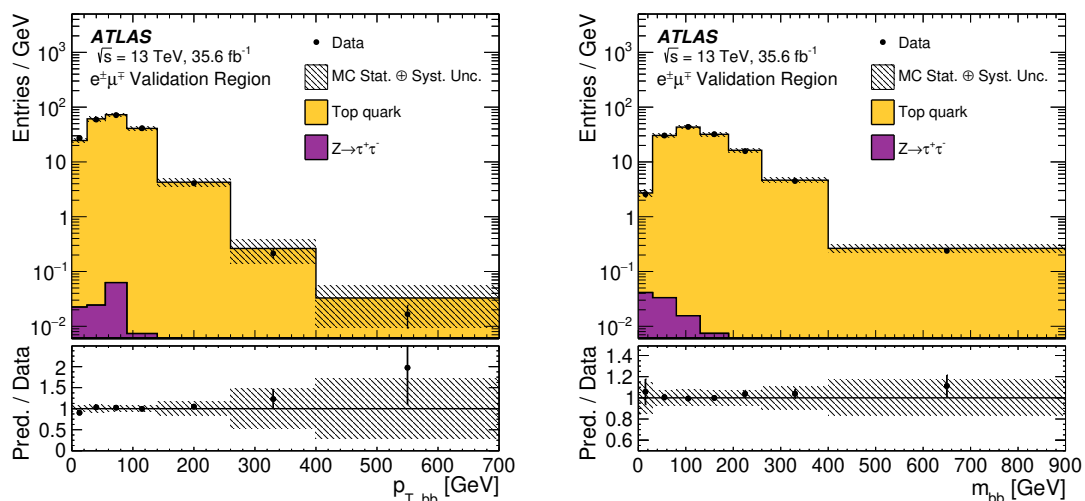 Entries / GeV
10³
10²
10
1
10⁻¹
10⁻²
ATLAS
√s = 13 TeV, 35.6 fb⁻¹
e±μ∓ Validation Region
Data
MC Stat. ⊕ Syst. Unc.
Top quark
Z→τ⁺τ⁻
Pred. / Data
2
1.5
1
0.5
0
0 100 200 300 400 500 600 700
p_T, bb [GeV]
Entries / GeV
10³
10²
10
1
10⁻¹
10⁻²
ATLAS
√s = 13 TeV, 35.6 fb⁻¹
e±μ∓ Validation Region
Data
MC Stat. ⊕ Syst. Unc.
Top quark
Z→τ⁺τ⁻
Pred. / Data
1.4
1.2
1.0
0.8
0.6
0 100 200 300 400 500 600 700 800 900
m_bb [GeV]